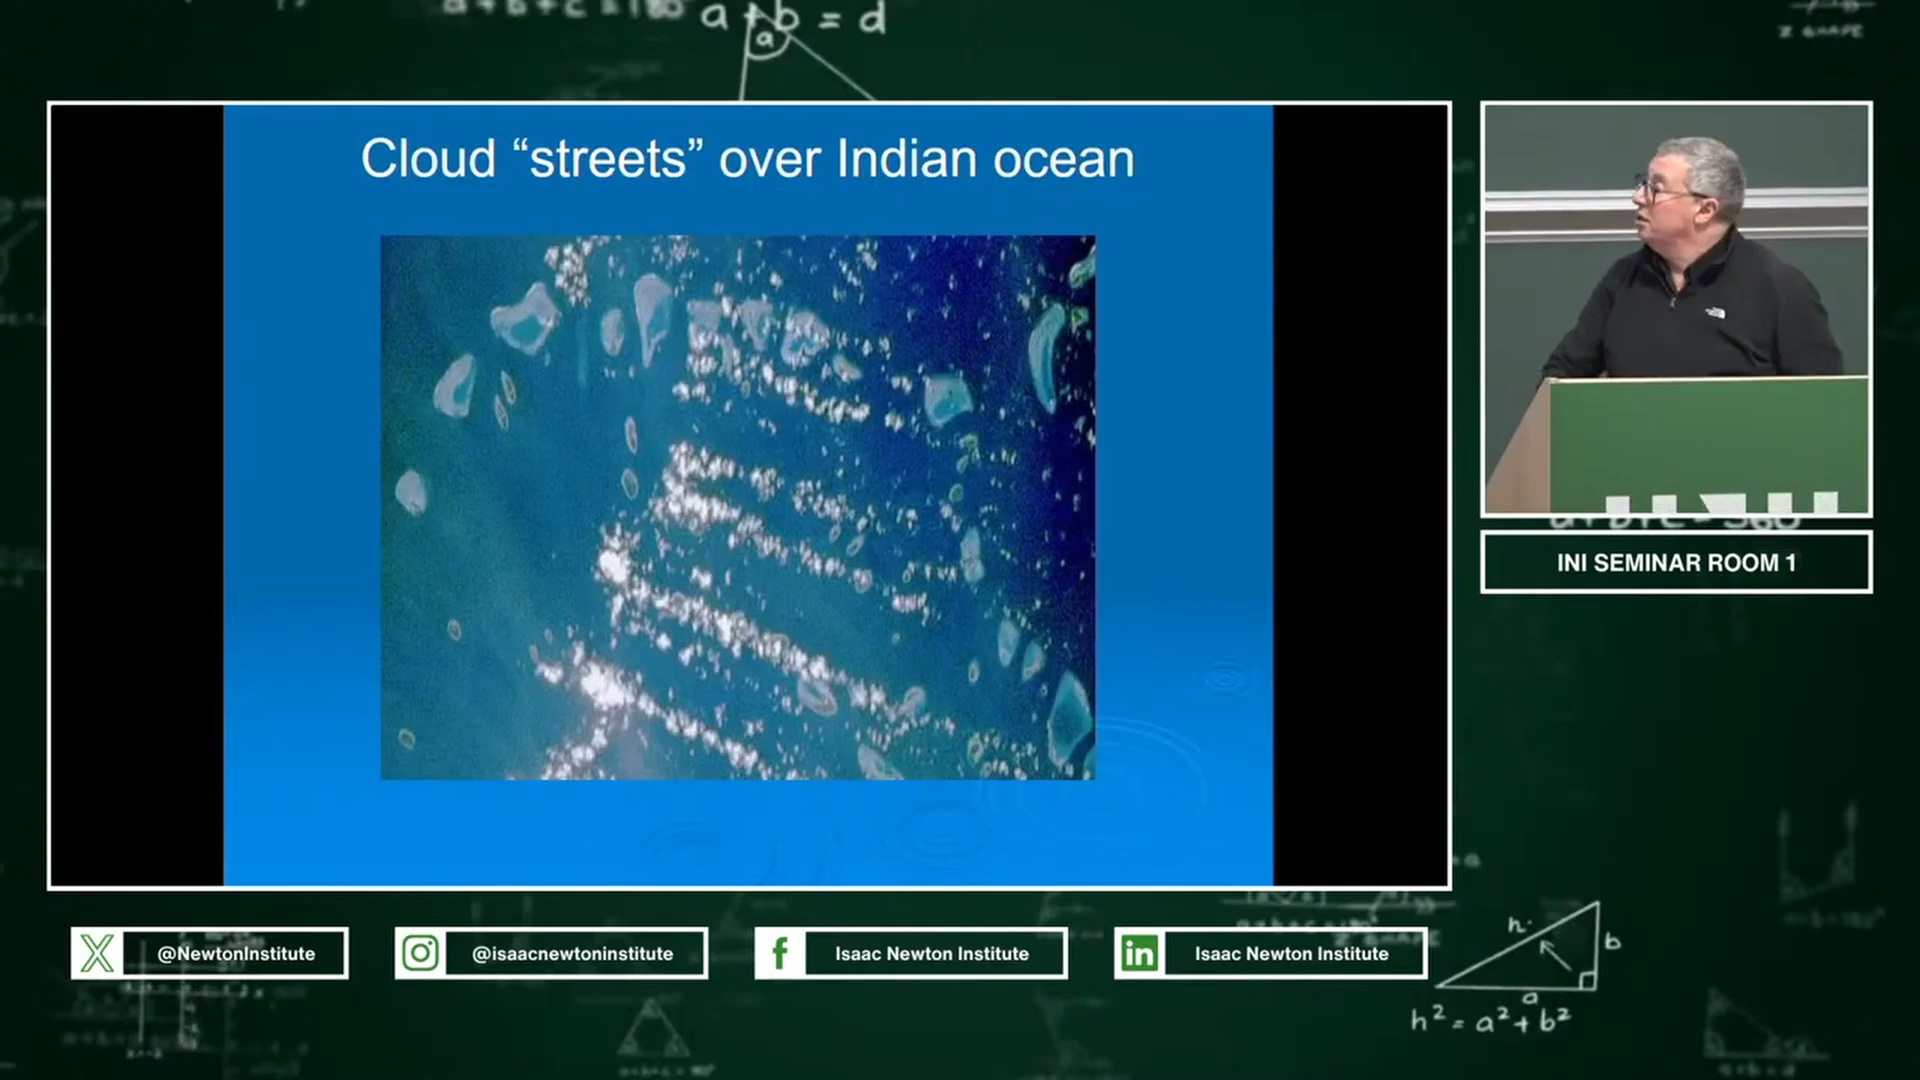 a + b = d
a
Cloud “streets” over Indian ocean
INI SEMINAR ROOM 1
@NewtonInstitute
@isaacnewtoninstitute
f
Isaac Newton Institute
in
Isaac Newton Institute
h
b
a
h² = a² + b²